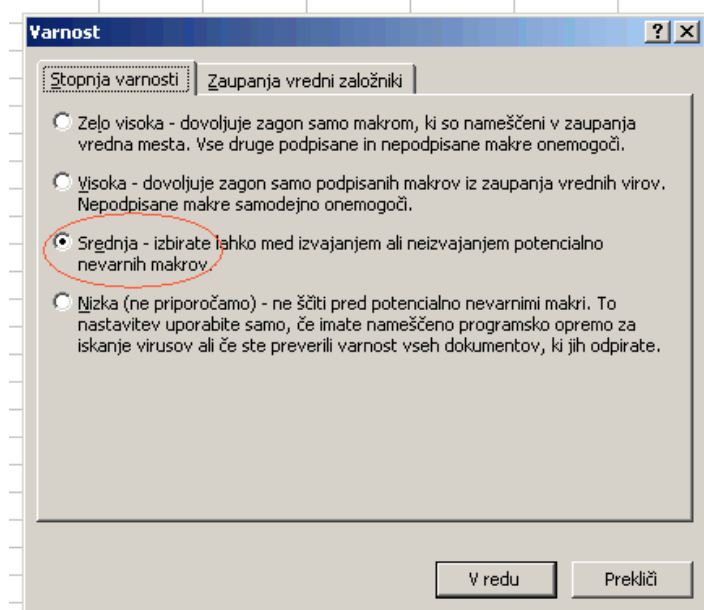 Varnost
Stopnja varnosti
Zaupanja vredni založniki
Zelo visoka - dovoljuje zagon samo makrom, ki so nameščeni v zaupanja
vredna mesta. Vse druge podpisane in nepodpisane makre onemogoči.
Visoka - dovoljuje zagon samo podpisanih makrov iz zaupanja vrednih virov.
Nepodpisane makre samodejno onemogoči.
Srednja - izbirate lahko med izvajanjem ali neizvajanjem potencialno
nevarnih makrov.
Nizka (ne priporočamo) - ne ščiti pred potencialno nevarnimi makri. To
nastavitev uporabite samo, če imate nameščeno programsko opremo za
iskanje virusov ali če ste preverili varnost vseh dokumentov, ki jih odpirate.
V redu
Prekliči